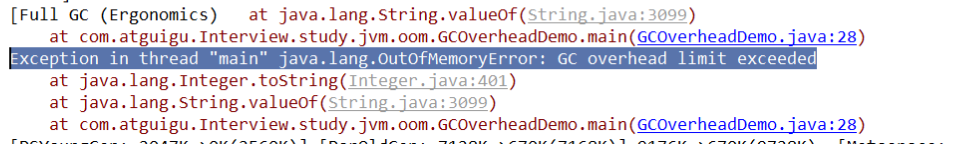 [Full GC (Ergonomics)   at java.lang.String.valueOf(String.java:3099)
    at com.atguigu.Interview.study.jvm.oom.GCOverheadDemo.main(GCOverheadDemo.java:28)
Exception in thread "main" java.lang.OutOfMemoryError: GC overhead limit exceeded
    at java.lang.Integer.toString(Integer.java:401)
    at java.lang.String.valueOf(String.java:3099)
    at com.atguigu.Interview.study.jvm.oom.GCOverheadDemo.main(GCOverheadDemo.java:28)